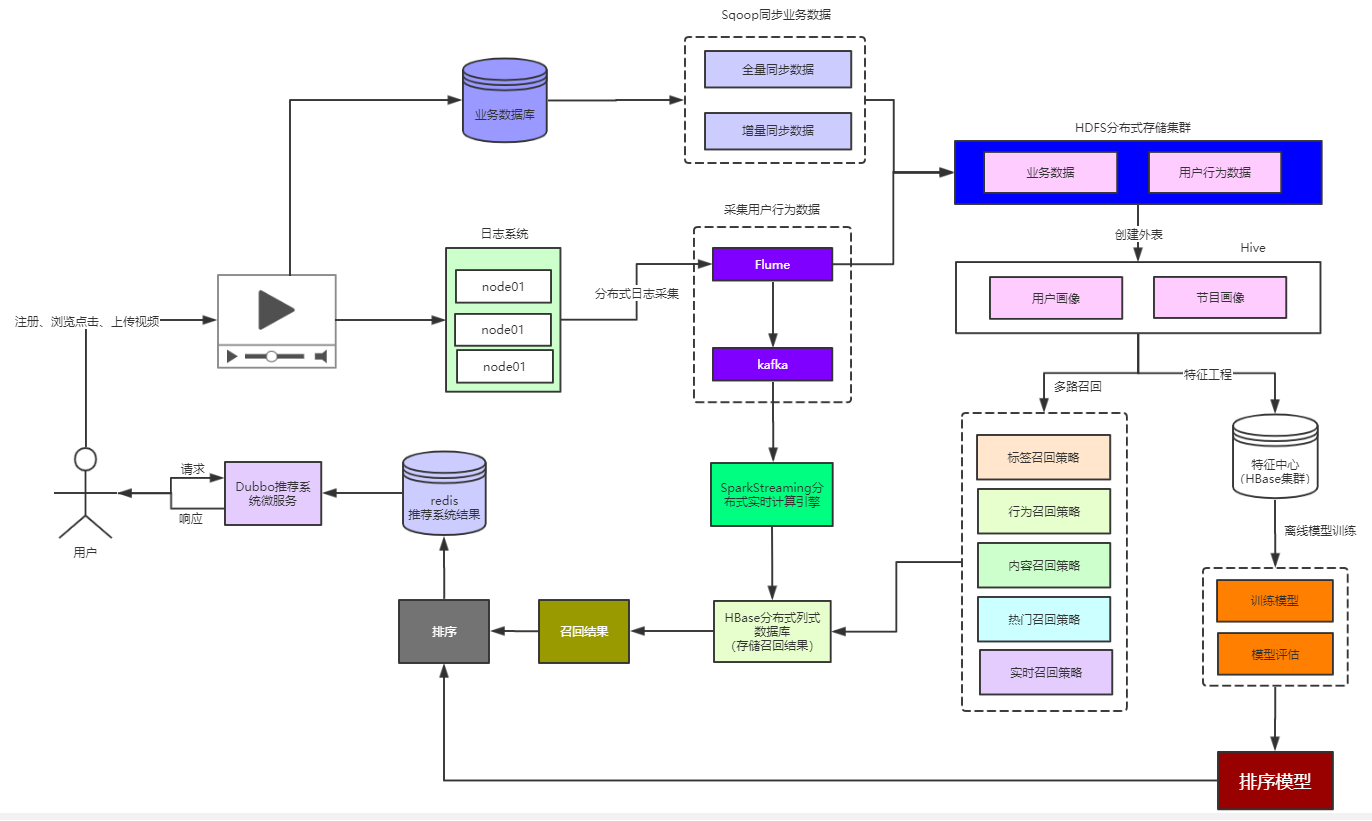 Sqoop同步业务数据
全量同步数据
增量同步数据
业务数据库
HDFS分布式存储集群
业务数据
用户行为数据
采集用户行为数据
日志系统
创建外表
Hive
node01
node01
node01
分布式日志采集
Flume
kafka
用户画像
节目画像
注册、浏览点击、上传视频
多路召回
特征工程
标签召回策略
行为召回策略
内容召回策略
热门召回策略
实时召回策略
特征中心
（HBase集群）
离线模型训练
训练模型
模型评估
排序模型
SparkStreaming分
布式实时计算引擎
HBase分布式列式
数据库
（存储召回结果）
召回结果
排序
redis
推荐系统结果
Dubbo推荐系
统微服务
请求
响应
用户